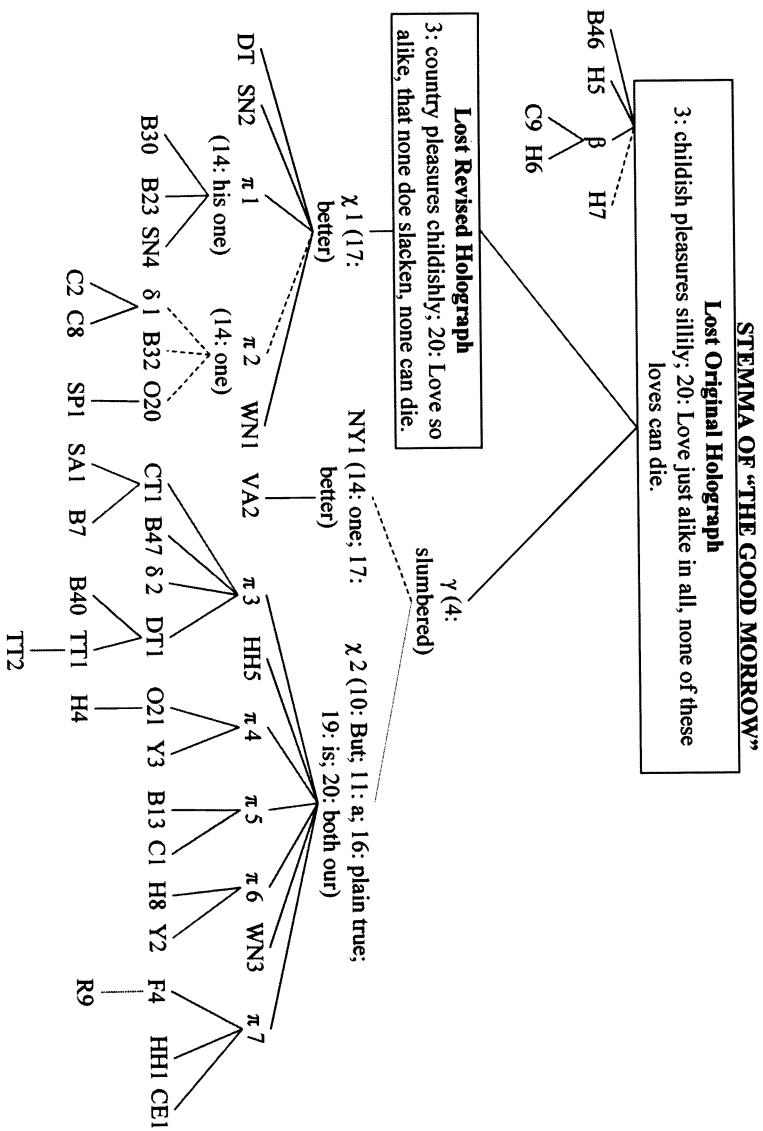 STEMMA OF "THE GOOD MORROW"
Lost Original Holograph
3: childish pleasures sillily; 20: Love just alike in all, none of these
loves can die.
B46 H5 β H7
C9 H6
Lost Revised Holograph
3: country pleasures childishly; 20: Love so
alike, that none doe slacken, none can die.
γ (4:
slumbered)
χ 1 (17:
better)
NY1 (14: one; 17:
better)
χ 2 (10: But; 11: a; 16: plain true;
19: is; 20: both our)
DT SN2 π 1 π 2 WN1 VA2 π 3 HH5 π 4 π 5 π 6 WN3 π 7
(14: his one) (14: one)
B30 B23 SN4 δ 1 B32 O20 CT1 B47 δ 2 DT1 O21 Y3 B13 C1 H8 Y2 F4 HH1 CE1
C2 C8 SP1 SA1 B7 B40 TT1 H4 R9
TT2